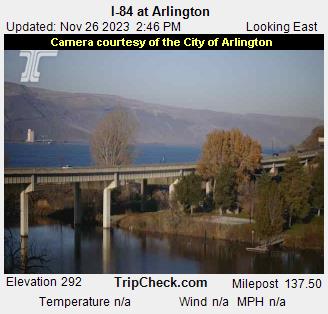 I-84 at Arlington
Updated: Nov 26 2023 2:46 PM Looking East
Camera courtesy of the City of Arlington
Elevation 292 TripCheck.com Milepost 137.50
Temperature n/a Wind n/a MPH n/a